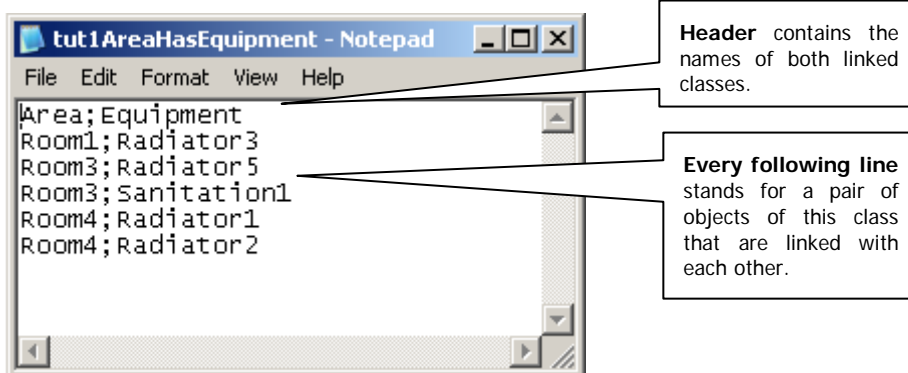 tut1AreaHasEquipment - Notepad
File Edit Format View Help
Area;Equipment
Room1;Radiator3
Room3;Radiator5
Room3;Sanitation1
Room4;Radiator1
Room4;Radiator2
Header contains the
names of both linked
classes.
Every following line
stands for a pair of
objects of this class
that are linked with
each other.